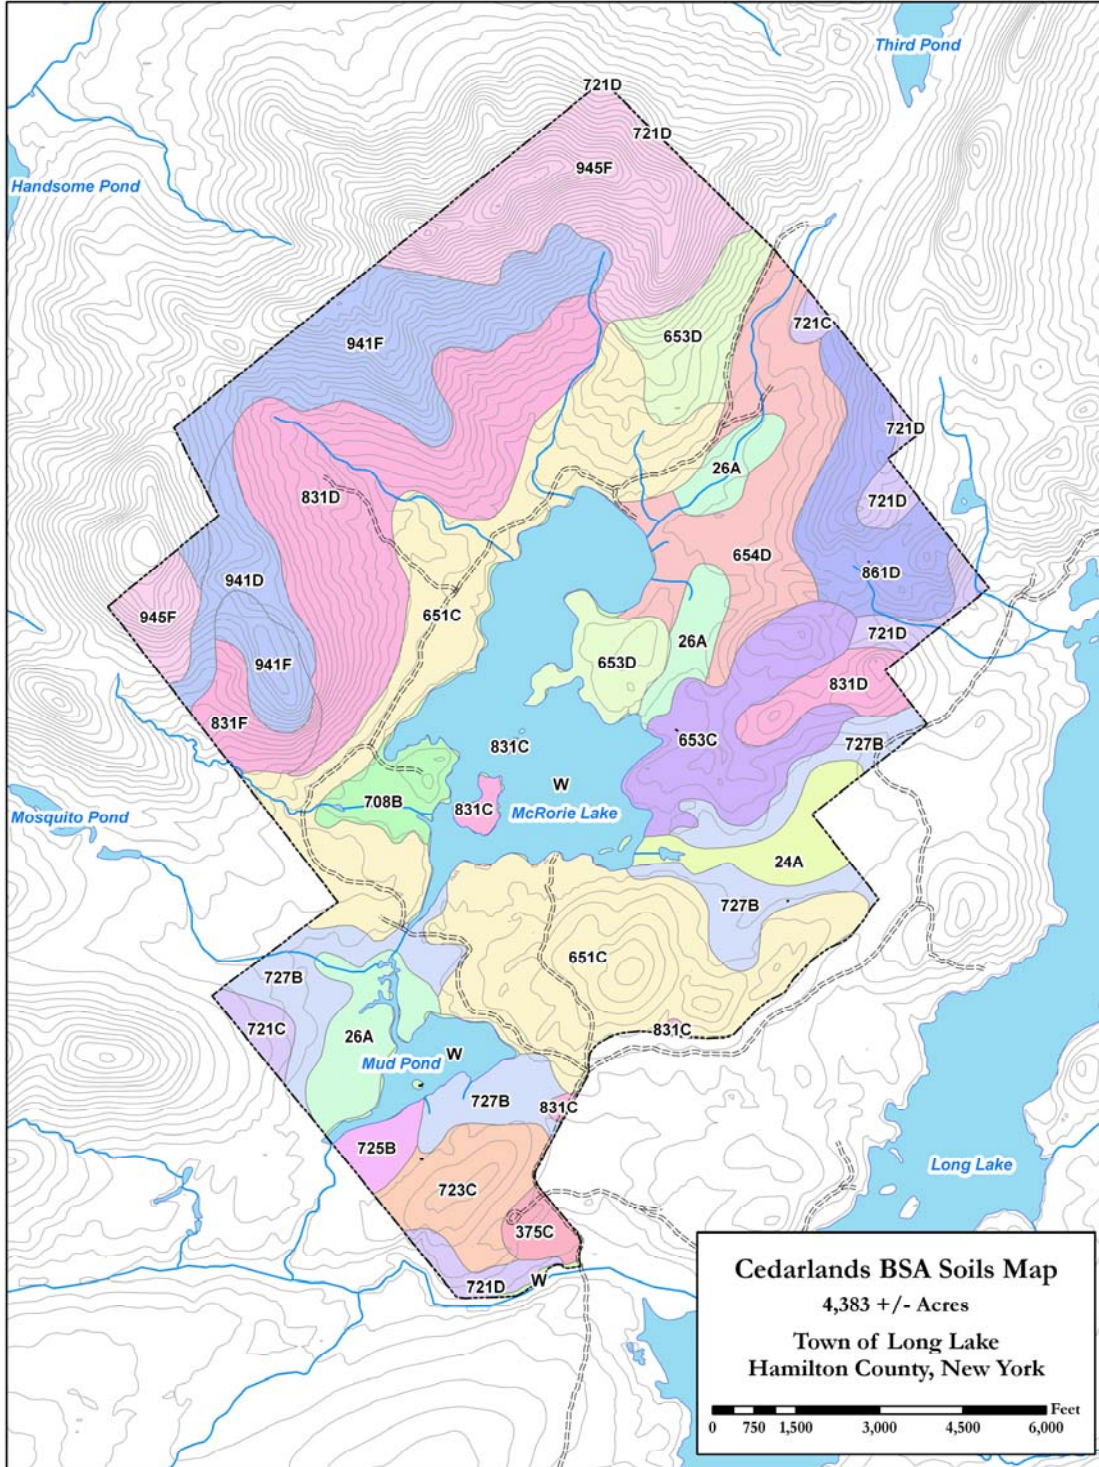 Third Pond
721D
721D
945F
Handsome Pond
721C
653D
941F
721D
26A
831D
721D
654D
861D
941D
945F
651C
721D
26A
941F
653D
831D
831F
653C
727B
831C
W
708B
831C
McRorie Lake
Mosquito Pond
24A
727B
651C
727B
721C
26A
831C
W
Mud Pond
727B
831C
725B
Long Lake
723C
375C
W
721D
Cedarlands BSA Soils Map
4,383 +/- Acres
Town of Long Lake
Hamilton County, New York
Feet
0 750 1,500 3,000 4,500 6,000